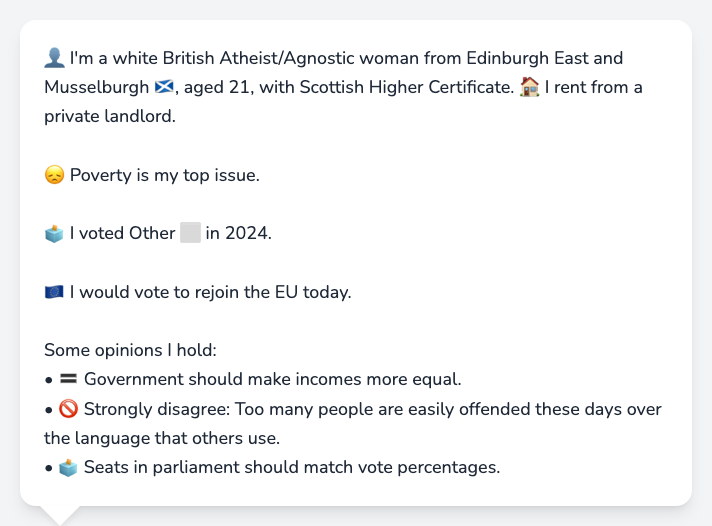 👤 I'm a white British Atheist/Agnostic woman from Edinburgh East and
Musselburgh 🏴󠁧󠁢󠁳󠁣󠁴󠁿, aged 21, with Scottish Higher Certificate. 🏠 I rent from a
private landlord.
😞 Poverty is my top issue.
🗳️ I voted Other ⬜ in 2024.
🇪🇺 I would vote to rejoin the EU today.
Some opinions I hold:
• 🟰 Government should make incomes more equal.
• 🚫 Strongly disagree: Too many people are easily offended these days over
the language that others use.
• 🗳️ Seats in parliament should match vote percentages.